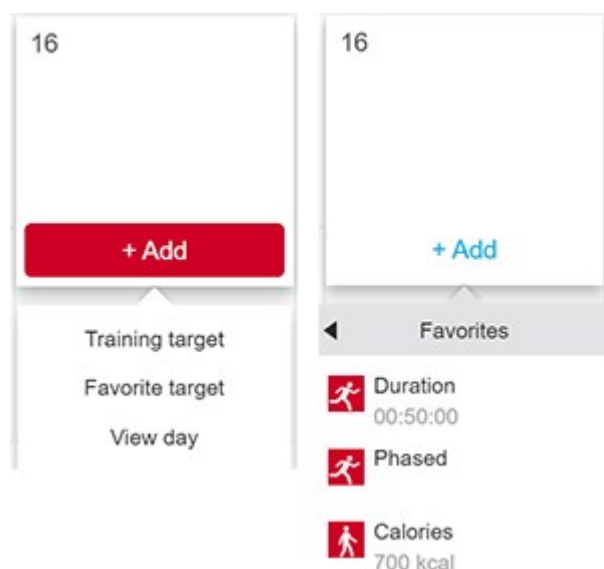 16
+ Add
Training target
Favorite target
View day
16
+ Add
Favorites
Duration
00:50:00
Phased
Calories
700 kcal